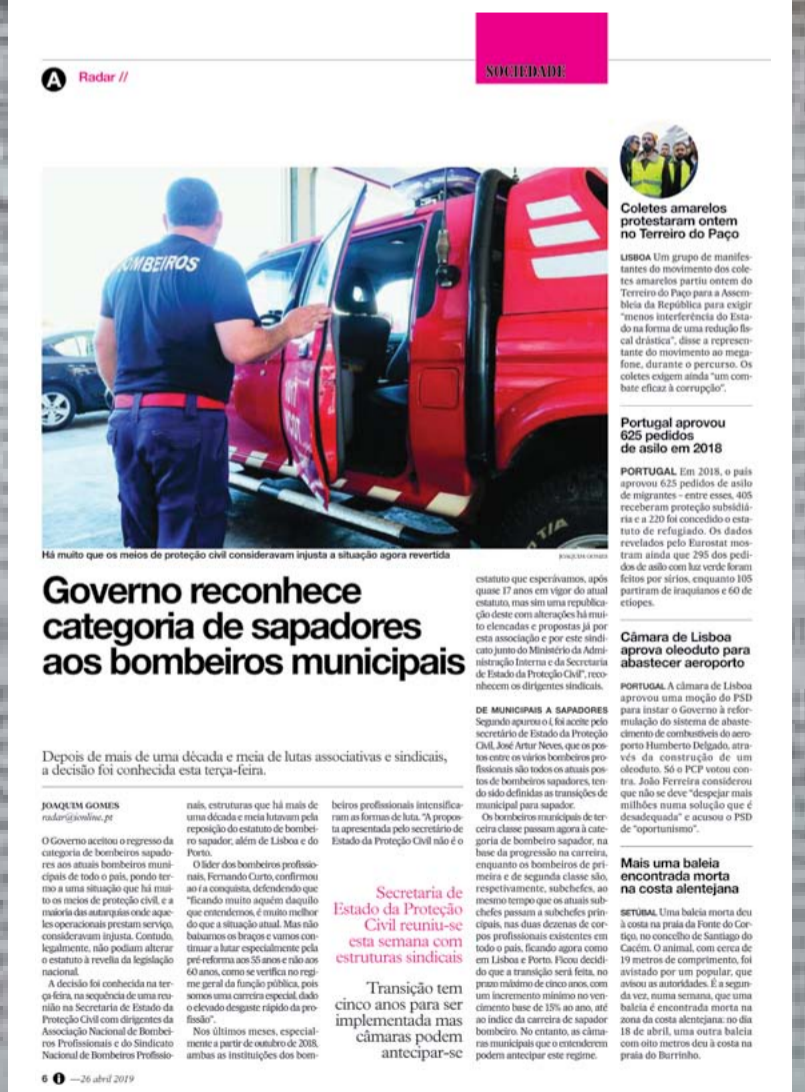 A
Radar //
SOCIEDADE
BOMBEIROS
Há muito que os meios de proteção civil consideravam injusta a situação agora revertida
JOAQUIM GOMES
Governo reconhece
categoria de sapadores
aos bombeiros municipais
Depois de mais de uma década e meia de lutas associativas e sindicais,
a decisão foi conhecida esta terça-feira.
JOAQUIM GOMES
radar@ionline.pt
O Governo aceitou o regresso da
categoria de bombeiros sapado-
res aos atuais bombeiros muni-
cipais de todo o país, pondo ter-
mo a uma situação que há mui-
to os meios de proteção civil, e a
maioria das autarquias onde aque-
les operacionais prestam serviço,
consideravam injusta. Contudo,
legalmente, não podiam alterar
o estatuto à revelia da legislação
nacional.
A decisão foi conhecida na ter-
ça-feira, na sequência de uma reu-
nião na Secretaria de Estado da
Proteção Civil com dirigentes da
Associação Nacional de Bombei-
ros Profissionais e do Sindicato
Nacional de Bombeiros Profissio-
nais, estruturas que há mais de
uma década e meia lutavam pela
reposição do estatuto de bombei-
ro sapador, além de Lisboa e do
Porto.
O líder dos bombeiros profissio-
nais, Fernando Curto, confirmou
ao i a conquista, defendendo que
"ficando muito aquém daquilo
que entendemos, é muito melhor
do que a situação atual. Mas não
baixamos os braços e vamos con-
tinuar a lutar especialmente pela
pré-reforma aos 55 anos e não aos
60 anos, como se verifica no regi-
me geral da função pública, pois
somos uma carreira especial, dado
o elevado desgaste rápido da pro-
fissão".
Nos últimos meses, especial-
mente a partir de outubro de 2018,
ambas as instituições dos bom-
beiros profissionais intensifica-
ram as formas de luta. "A propos-
ta apresentada pelo secretário de
Estado da Proteção Civil não é o
Secretaria de
Estado da Proteção
Civil reuniu-se
esta semana com
estruturas sindicais
Transição tem
cinco anos para ser
implementada mas
câmaras podem
antecipar-se
estatuto que esperávamos, após
quase 17 anos em vigor do atual
estatuto, mas sim uma republica-
ção deste com alterações há mui-
to elencadas e propostas já por
esta associação e por este sindi-
cato junto do Ministério da Admi-
nistração Interna e da Secretaria
de Estado da Proteção Civil", reco-
nhecem os dirigentes sindicais.
DE MUNICIPAIS A SAPADORES
Segundo apurou o i, foi aceite pelo
secretário de Estado da Proteção
Civil, José Artur Neves, que os pos-
tos entre os vários bombeiros pro-
fissionais são todos os atuais pos-
tos de bombeiros sapadores, ten-
do sido definidas as transições de
municipal para sapador.
Os bombeiros municipais de ter-
ceira classe passam agora à cate-
goria de bombeiro sapador, na
base da progressão na carreira,
enquanto os bombeiros de pri-
meira e de segunda classe são,
respetivamente, subchefes, ao
mesmo tempo que os atuais sub-
chefes passam a subchefes prin-
cipais, nas duas dezenas de cor-
pos profissionais existentes em
todo o país, ficando agora como
em Lisboa e Porto. Ficou decidi-
do que a transição será feita, no
prazo máximo de cinco anos, com
um incremento mínimo no ven-
cimento base de 15% ao ano, até
ao índice da carreira de sapador
bombeiro. No entanto, as câma-
ras municipais que o entenderem
podem antecipar este regime.
Coletes amarelos
protestaram ontem
no Terreiro do Paço
LISBOA Um grupo de manifes-
tantes do movimento dos cole-
tes amarelos partiu ontem do
Terreiro do Paço para a Assem-
bleia da República para exigir
"menos interferência do Esta-
do na forma de uma redução fis-
cal drástica", disse a represen-
tante do movimento ao mega-
fone, durante o percurso. Os
coletes exigem ainda "um com-
bate eficaz à corrupção".
Portugal aprovou
625 pedidos
de asilo em 2018
PORTUGAL Em 2018, o país
aprovou 625 pedidos de asilo
de migrantes – entre esses, 405
receberam proteção subsidiá-
ria e a 220 foi concedido o esta-
tuto de refugiado. Os dados
revelados pelo Eurostat mos-
tram ainda que 295 dos pedi-
dos de asilo com luz verde foram
feitos por sírios, enquanto 105
partiram de iraquianos e 60 de
etíopes.
Câmara de Lisboa
aprova oleoduto para
abastecer aeroporto
PORTUGAL A câmara de Lisboa
aprovou uma moção do PSD
para instar o Governo à refor-
mulação do sistema de abaste-
cimento de combustíveis do aero-
porto Humberto Delgado, atra-
vés da construção de um
oleoduto. Só o PCP votou con-
tra. João Ferreira considerou
que não se deve "despejar mais
milhões numa solução que é
desadequada" e acusou o PSD
de "oportunismo".
Mais uma baleia
encontrada morta
na costa alentejana
SETÚBAL Uma baleia morta deu
à costa na praia da Fonte do Cor-
tiço, no concelho de Santiago do
Cacém. O animal, com cerca de
19 metros de comprimento, foi
avistado por um popular, que
avisou as autoridades. É a segun-
da vez, numa semana, que uma
baleia é encontrada morta na
zona da costa alentejana: no dia
18 de abril, uma outra baleia
com oito metros deu à costa na
praia do Burrinho.
6 i —26 abril 2019